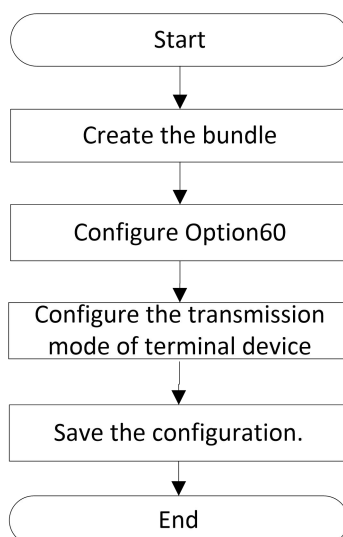 Start
Create the bundle
Configure Option60
Configure the transmission
mode of terminal device
Save the configuration.
End